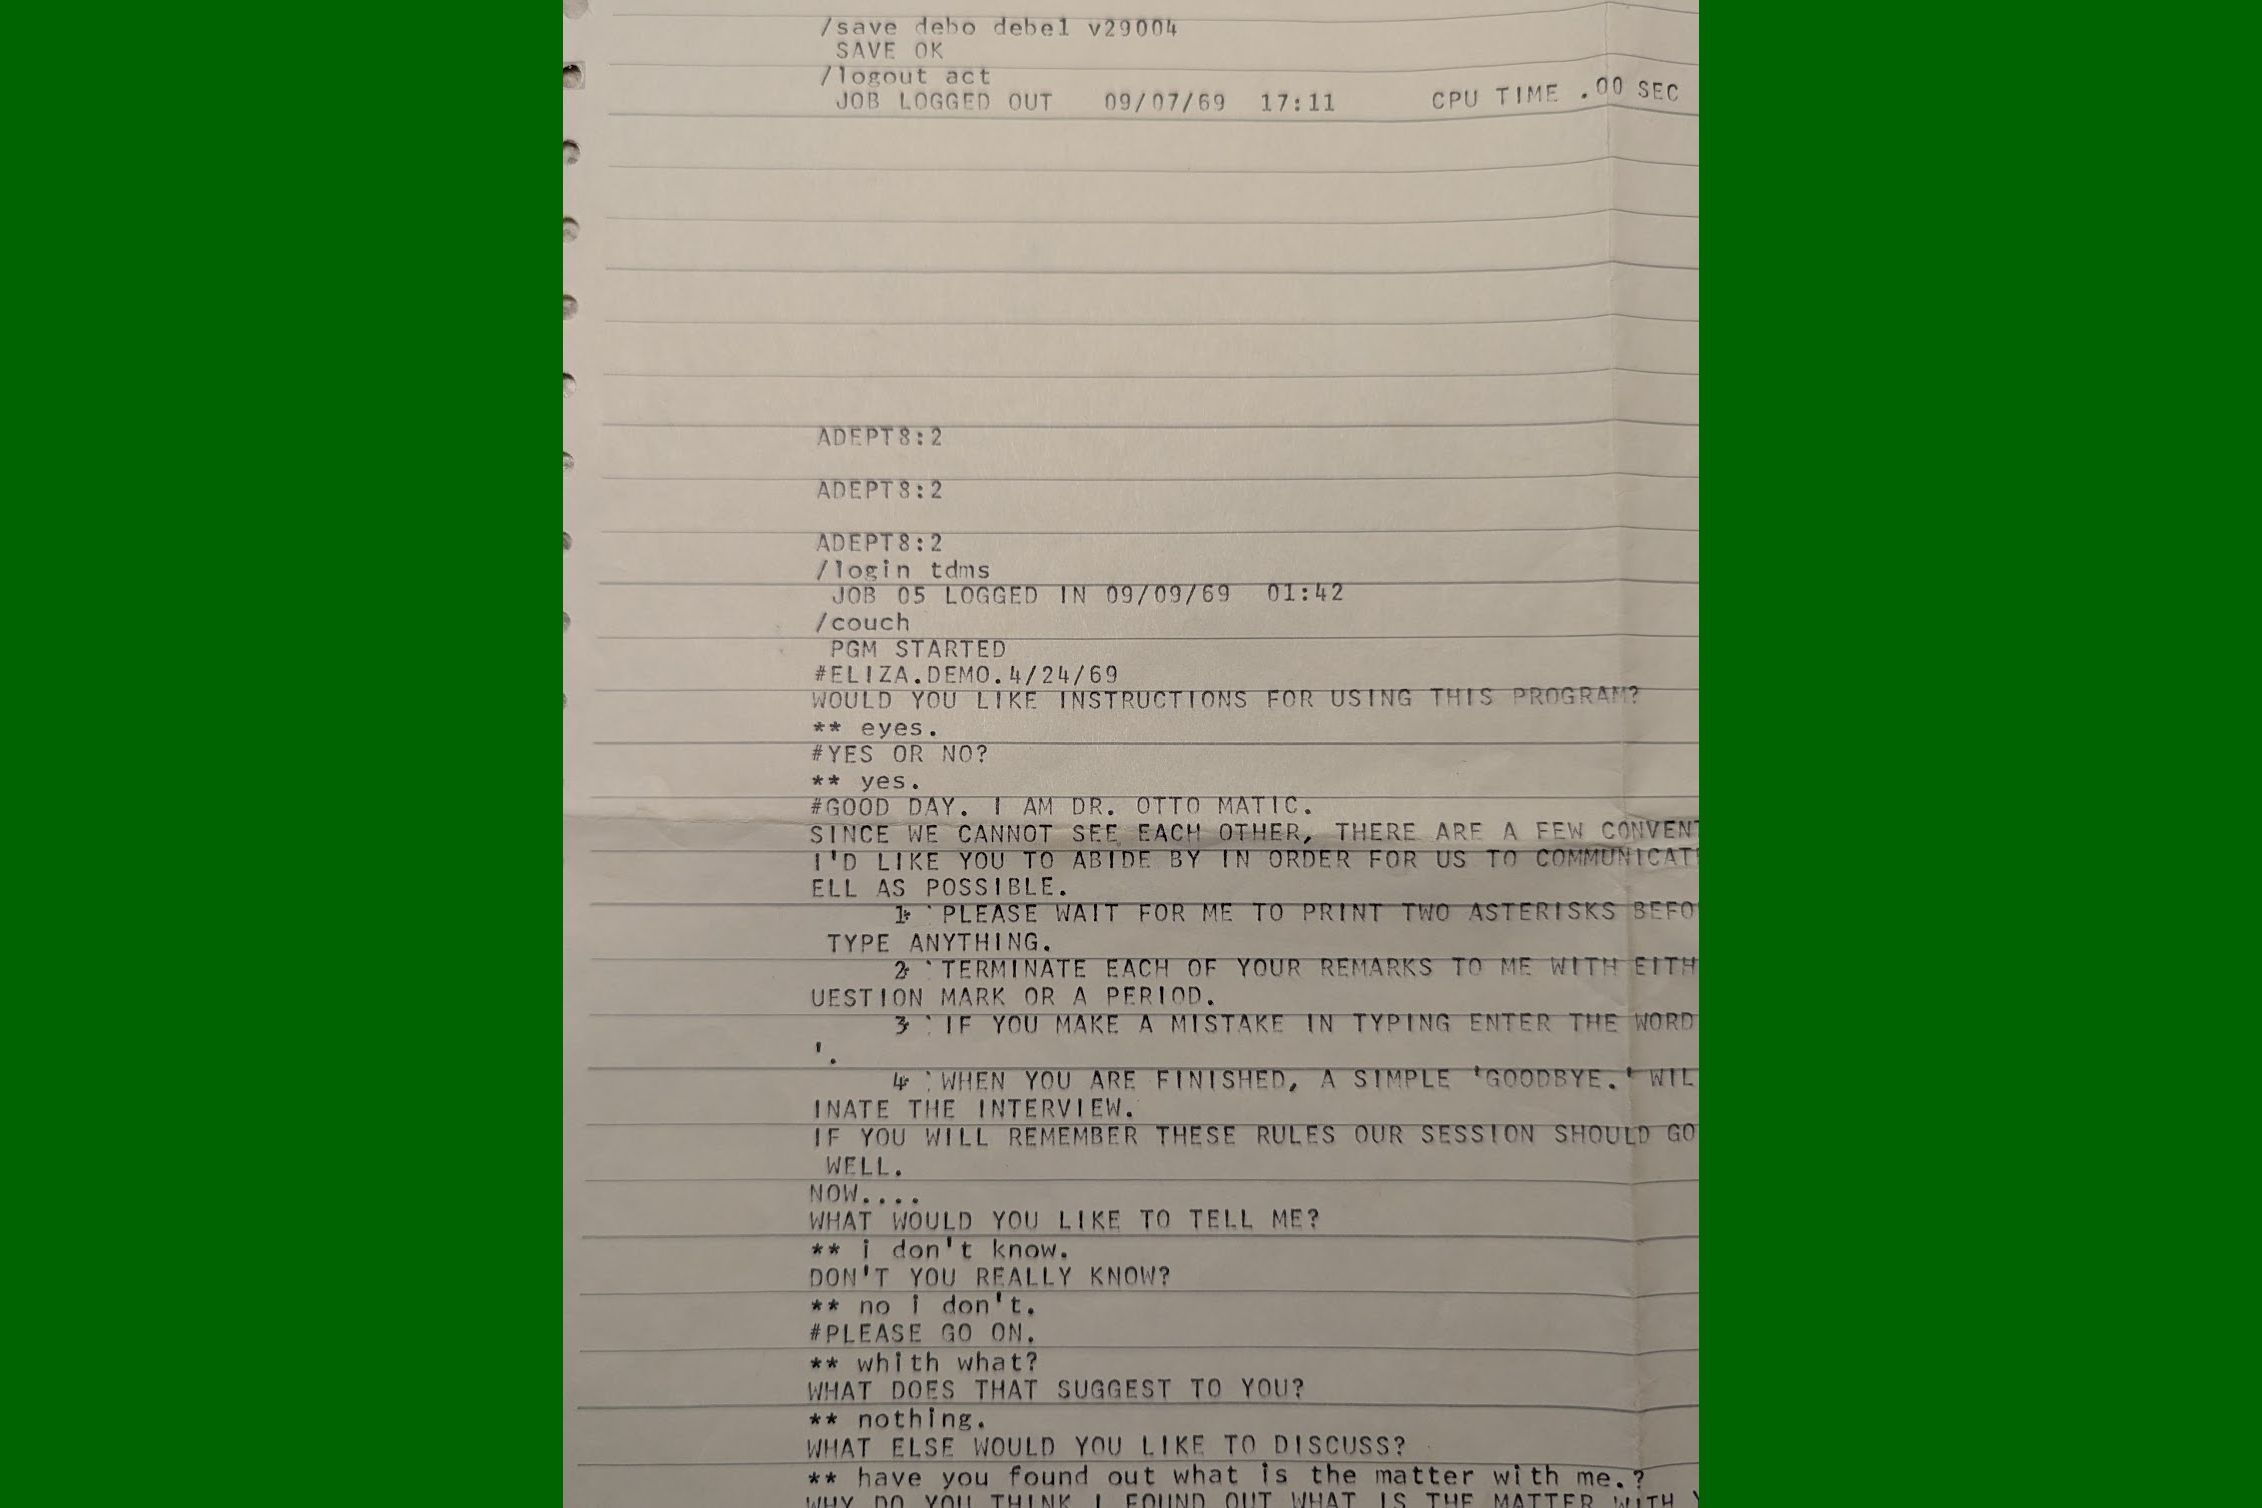 /save debo debel v29004
SAVE OK
/logout act
JOB LOGGED OUT 09/07/69 17:11 CPU TIME .00 SEC
ADEPT8:2
ADEPT8:2
ADEPT8:2
/login tdms
JOB 05 LOGGED IN 09/09/69 01:42
/couch
PGM STARTED
#ELIZA.DEMO.4/24/69
WOULD YOU LIKE INSTRUCTIONS FOR USING THIS PROGRAM?
** eyes.
#YES OR NO?
** yes.
#GOOD DAY. I AM DR. OTTO MATIC.
SINCE WE CANNOT SEE EACH OTHER, THERE ARE A FEW CONVENT
I'D LIKE YOU TO ABIDE BY IN ORDER FOR US TO COMMUNICAT
ELL AS POSSIBLE.
1 PLEASE WAIT FOR ME TO PRINT TWO ASTERISKS BEFO
TYPE ANYTHING.
2 TERMINATE EACH OF YOUR REMARKS TO ME WITH EITH
UESTION MARK OR A PERIOD.
3 IF YOU MAKE A MISTAKE IN TYPING ENTER THE WORD
'.
4 WHEN YOU ARE FINISHED, A SIMPLE 'GOODBYE.' WIL
INATE THE INTERVIEW.
IF YOU WILL REMEMBER THESE RULES OUR SESSION SHOULD GO
WELL.
NOW....
WHAT WOULD YOU LIKE TO TELL ME?
** i don't know.
DON'T YOU REALLY KNOW?
** no i don't.
#PLEASE GO ON.
** whith what?
WHAT DOES THAT SUGGEST TO YOU?
** nothing.
WHAT ELSE WOULD YOU LIKE TO DISCUSS?
** have you found out what is the matter with me.?
WHY DO YOU THINK I FOUND OUT WHAT IS THE MATTER WITH